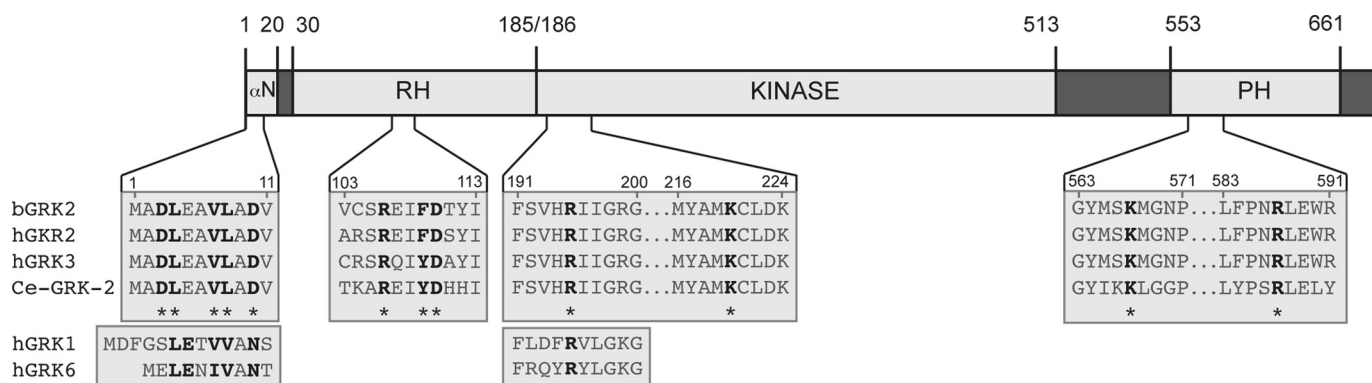 1 20 30 185/186 513 553 661
αN RH KINASE PH
1 11 103 113 191 200 216 224 563 571 583 591
bGRK2 MADLEAVLADV VCSREIFDTYI FSVHRIIGRG...MYAMKCLDK GYMSKMGNP...LFPNRLEWR
hGKR2 MADLEAVLADV ARSREIFDSYI FSVHRIIGRG...MYAMKCLDK GYMSKMGNP...LFPNRLEWR
hGRK3 MADLEAVLADV CRSRQIYDAYI FSVHRIIGRG...MYAMKCLDK GYMSKMGNP...LFPNRLEWR
Ce-GRK-2 MADLEAVLADV TKAREIYDHHI FSVHRIIGRG...MYAMKCLDK GYIKKLGGP...LYPSRLELY
** ** * * ** * * * *
hGRK1 MDFGSLETVVANS FLDFRVLGKG
hGRK6 MELENIVANT FRQYRYLGKG